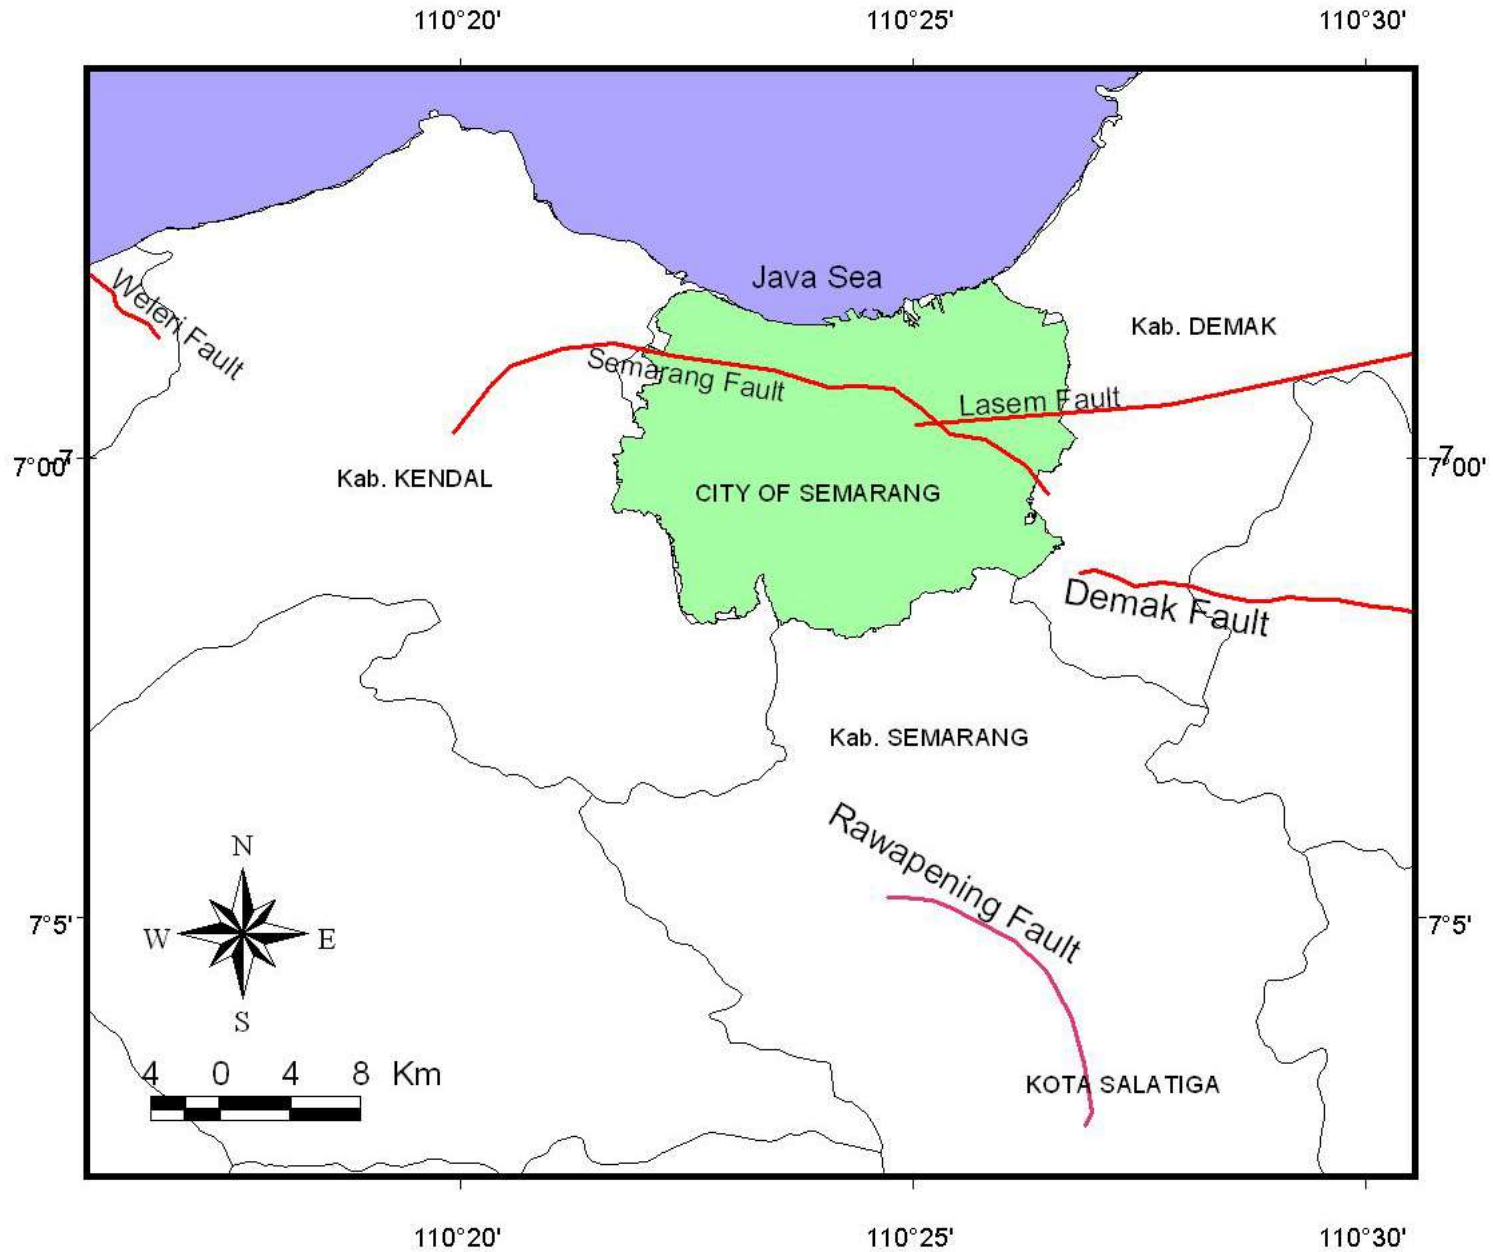 110°20' 110°25' 110°30'
Java Sea
Weleri Fault
Kab. DEMAK
Semarang Fault
Lasem Fault
7°00' 7
7 7°00'
Kab. KENDAL
CITY OF SEMARANG
Demak Fault
Kab. SEMARANG
Rawapening Fault
N
W E
S
7°5' 7°5'
4 0 4 8 Km
KOTA SALATIGA
110°20' 110°25' 110°30'